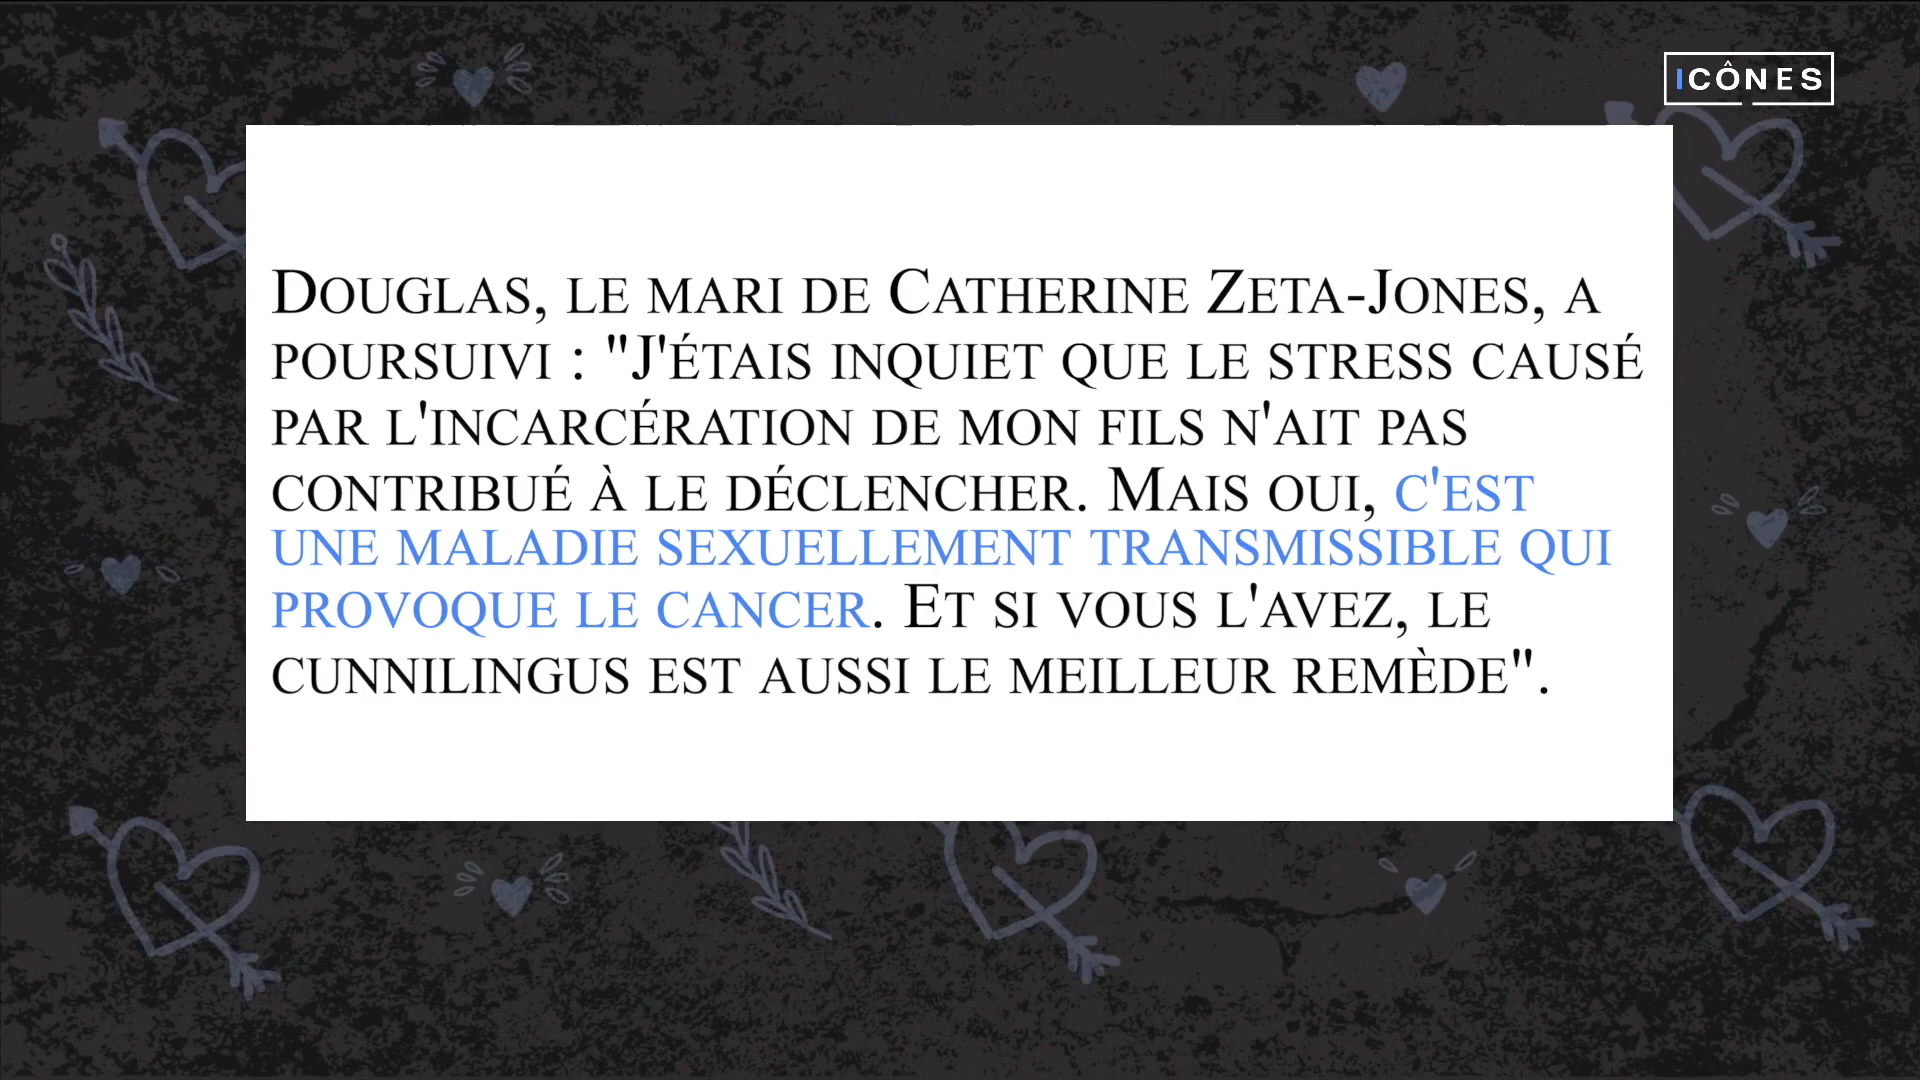 ICÔNES
Douglas, le mari de Catherine Zeta-Jones, a
poursuivi : "J'étais inquiet que le stress causé
par l'incarcération de mon fils n'ait pas
contribué à le déclencher. Mais oui, c'est
une maladie sexuellement transmissible qui
provoque le cancer. Et si vous l'avez, le
cunnilingus est aussi le meilleur remède".